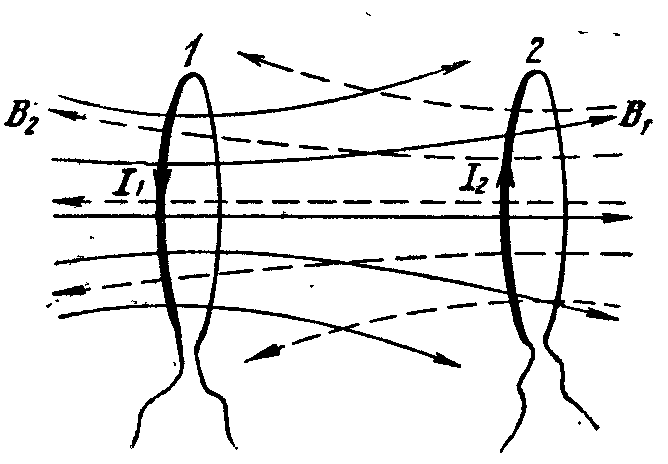 1 2
B₂ B₁
I₁ I₂